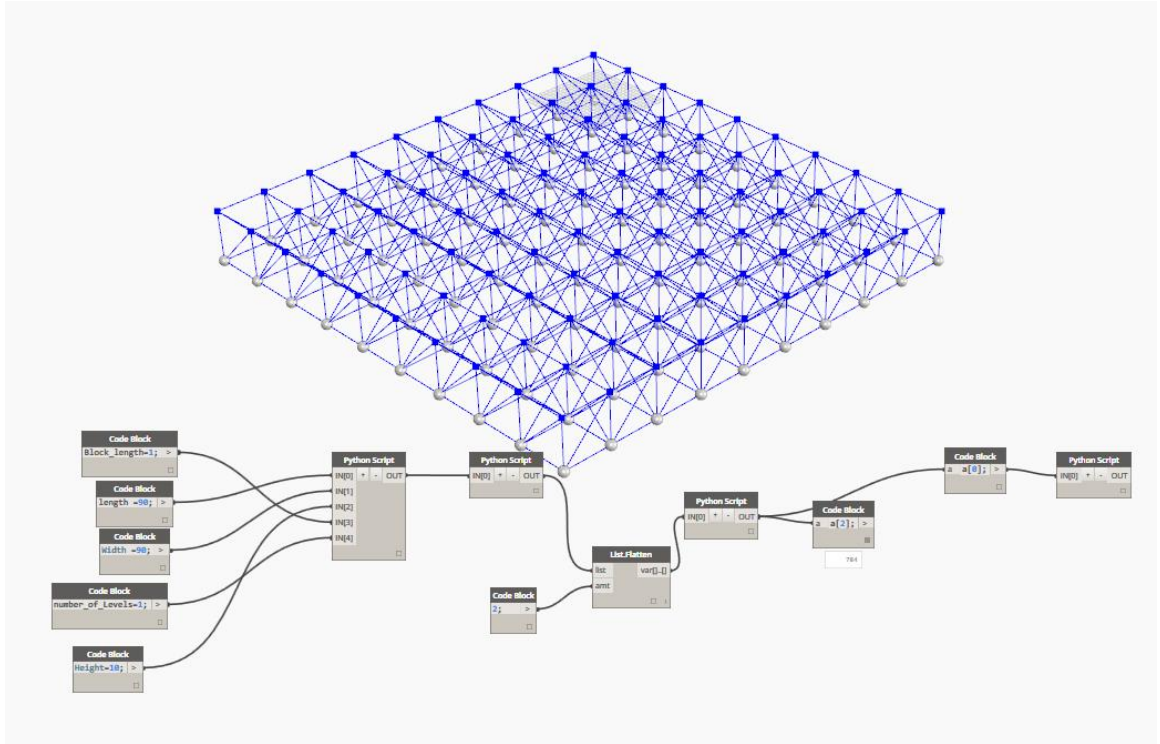 Code Block
Block_length=1; >
Code Block
length =90; >
Code Block
Width =90; >
Code Block
number_of_Levels=1; >
Code Block
Height=10; >
Python Script
IN[0] + - OUT
IN[1]
IN[2]
IN[3]
IN[4]
Python Script
IN[0] + - OUT
Code Block
2; >
List.Flatten
list var[]..[]
amt
Python Script
IN[0] + - OUT
Code Block
a a[2]; >
Code Block
a a[0]; >
Python Script
IN[0] + - OUT